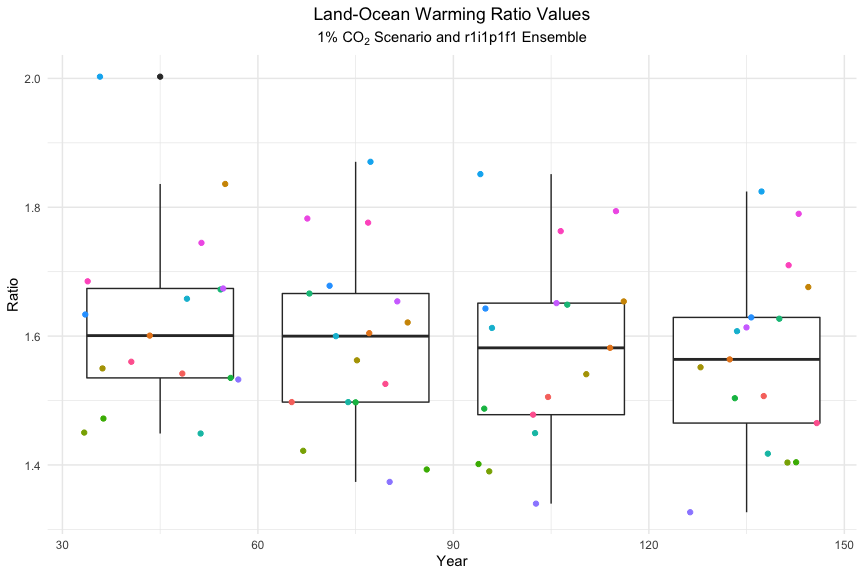 Land-Ocean Warming Ratio Values
1% CO₂ Scenario and r1i1p1f1 Ensemble
2.0
1.8
1.6
1.4
Ratio
30 60 90 120 150
Year